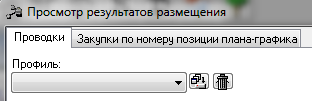 Просмотр результатов размещения
Проводки Закупки по номеру позиции плана-графика
Профиль: